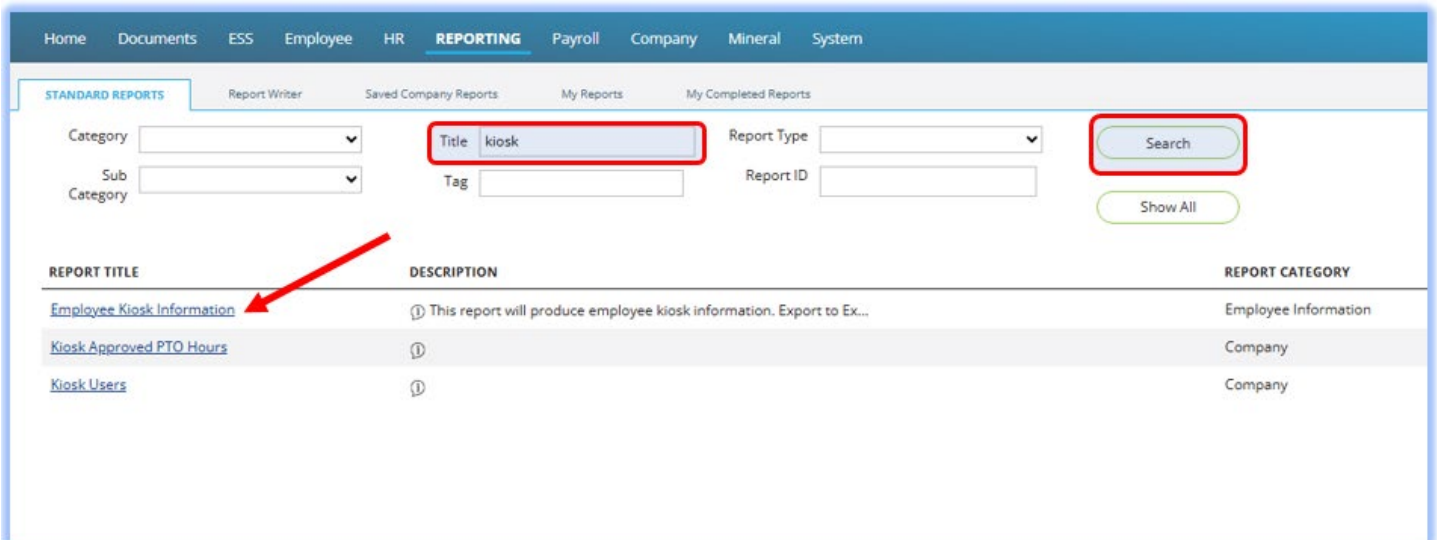 Home Documents ESS Employee HR REPORTING Payroll Company Mineral System
STANDARD REPORTS Report Writer Saved Company Reports My Reports My Completed Reports
Category Title kiosk Report Type Search
Sub Category Tag Report ID
Show All
REPORT TITLE DESCRIPTION REPORT CATEGORY
Employee Kiosk Information This report will produce employee kiosk information. Export to Ex... Employee Information
Kiosk Approved PTO Hours Company
Kiosk Users Company